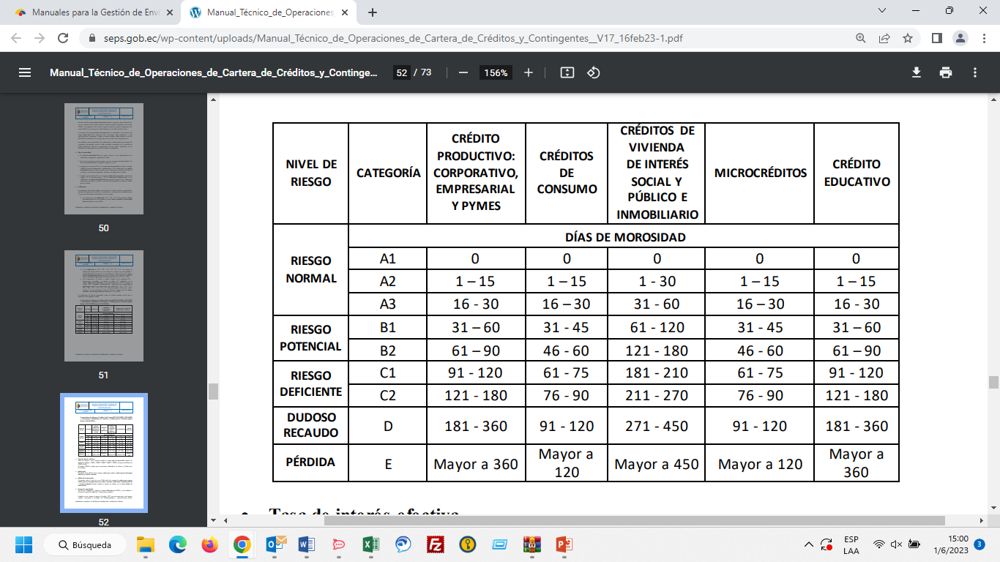 Manuales para la Gestión de Env
Manual_Técnico_de_Operaciones_
seps.gob.ec/wp-content/uploads/Manual_Técnico_de_Operaciones_de_Cartera_de_Créditos_y_Contingentes__V17_16feb23-1.pdf
Manual_Técnico_de_Operaciones_de_Cartera_de_Créditos_y_Continge...
52 / 73
156%
50
51
52
NIVEL DE RIESGO CATEGORÍA CRÉDITO PRODUCTIVO: CORPORATIVO, EMPRESARIAL Y PYMES CRÉDITOS DE CONSUMO CRÉDITOS DE VIVIENDA DE INTERÉS SOCIAL Y PÚBLICO E INMOBILIARIO MICROCRÉDITOS CRÉDITO EDUCATIVO
DÍAS DE MOROSIDAD
RIESGO NORMAL
A1 0 0 0 0 0
A2 1 – 15 1 – 15 1 - 30 1 – 15 1 – 15
A3 16 - 30 16 – 30 31 - 60 16 – 30 16 - 30
RIESGO POTENCIAL
B1 31 – 60 31 - 45 61 - 120 31 - 45 31 – 60
B2 61 – 90 46 - 60 121 - 180 46 - 60 61 – 90
RIESGO DEFICIENTE
C1 91 - 120 61 - 75 181 - 210 61 - 75 91 - 120
C2 121 - 180 76 - 90 211 - 270 76 - 90 121 - 180
DUDOSO RECAUDO D 181 - 360 91 - 120 271 - 450 91 - 120 181 - 360
PÉRDIDA E Mayor a 360 Mayor a 120 Mayor a 450 Mayor a 120 Mayor a 360
• Tasa de interés efectiva
Búsqueda
ESP
LAA
15:00
1/6/2023
3